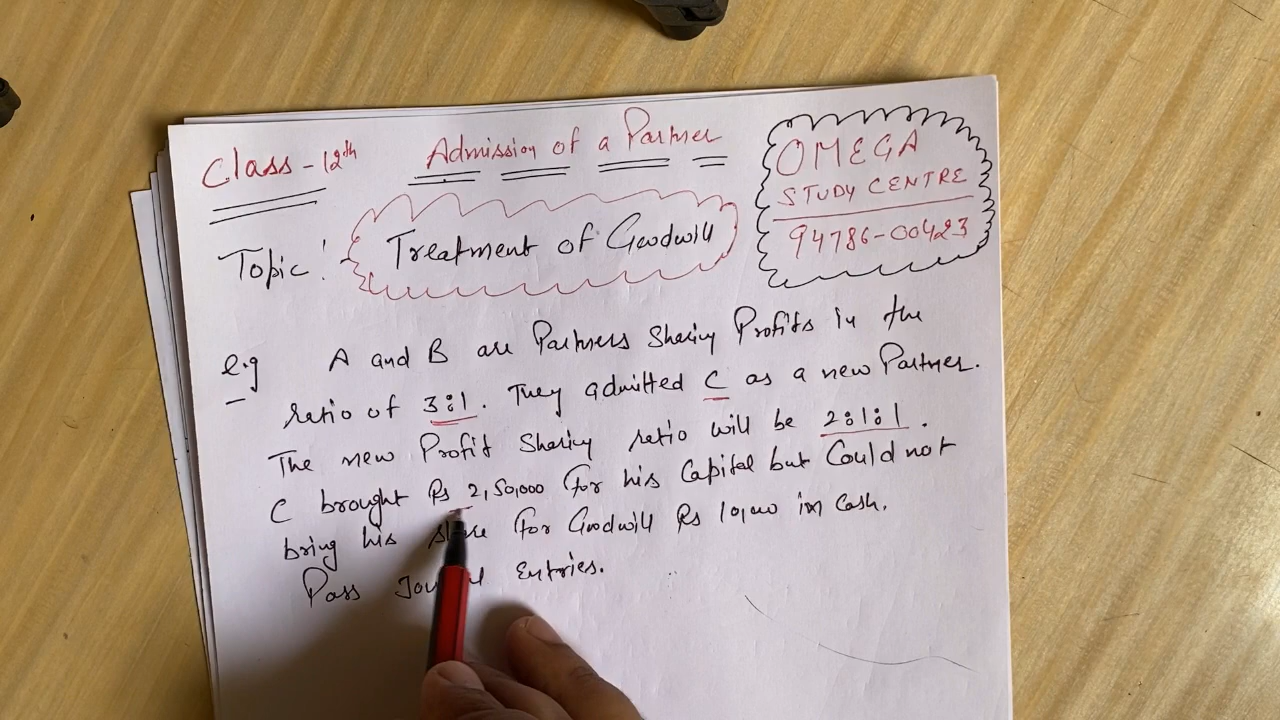 Class - 12th
Admission of a Partner
OMEGA
STUDY CENTRE
94786-00423
Topic :- Treatment of Goodwill
e.g A and B are Partners Sharing Profits in the
ratio of 3:1. They admitted C as a new Partner.
The new Profit Sharing ratio will be 2:1:1.
C brought Rs 2,50,000 for his Capital but Could not
bring his for Goodwill Rs 10,000 in Cash.
Pass Entries.